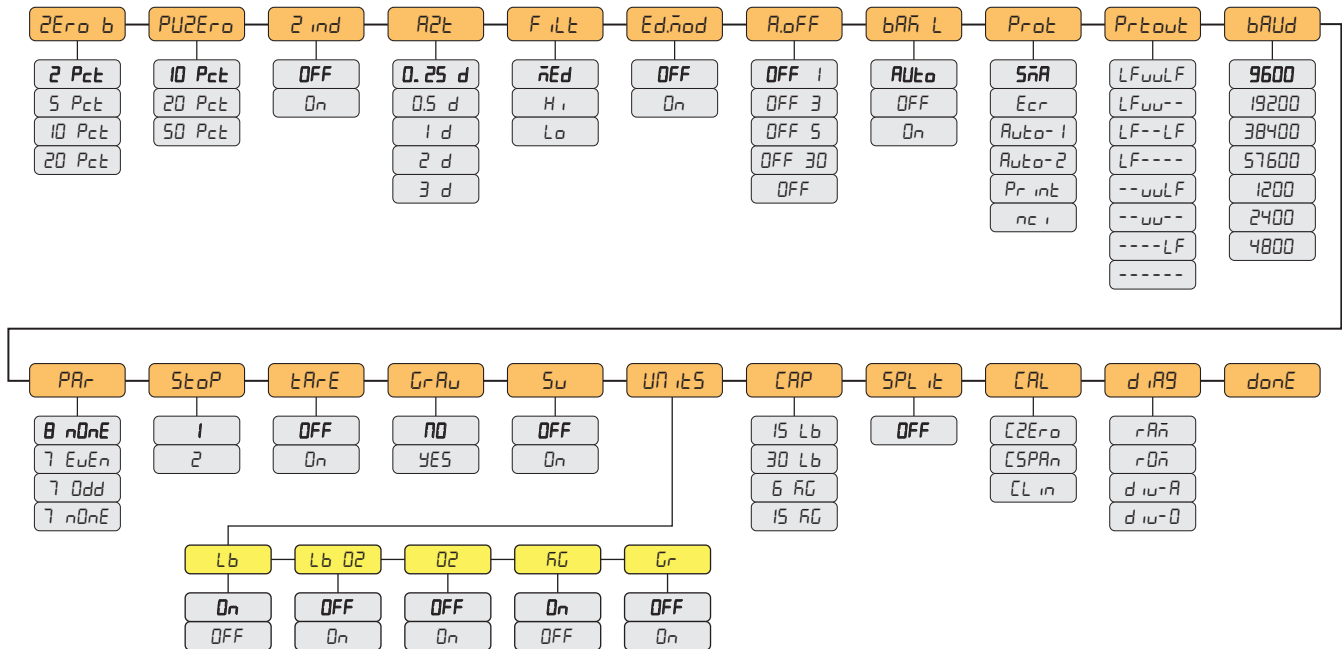 ZEro b
PUZEro
Z ind
AZt
FiLt
Ed.mod
A.oFF
bAK L
Prot
Prtout
bAUd
2 Pct
5 Pct
10 Pct
20 Pct
10 Pct
20 Pct
50 Pct
OFF
On
0.25 d
0.5 d
1 d
2 d
3 d
mEd
Hi
Lo
OFF
On
OFF 1
OFF 3
OFF 5
OFF 30
OFF
AUto
OFF
On
SmA
Ecr
Auto-1
Auto-2
Print
nci
LFuuLF
LFuu--
LF--LF
LF----
--uuLF
--uu--
----LF
------
9600
19200
38400
57600
1200
2400
4800
PAr
StoP
tArE
GrAu
Su
UNitS
CAP
SPLit
CAL
diAg
donE
8 nOnE
7 EuEn
7 Odd
7 nOnE
1
2
OFF
On
NO
YES
OFF
On
15 Lb
30 Lb
6 KG
15 KG
OFF
CZEro
CSPAn
CLin
rAm
rOm
diu-A
diu-O
Lb
Lb OZ
OZ
KG
Gr
On
OFF
OFF
On
OFF
On
On
OFF
OFF
On